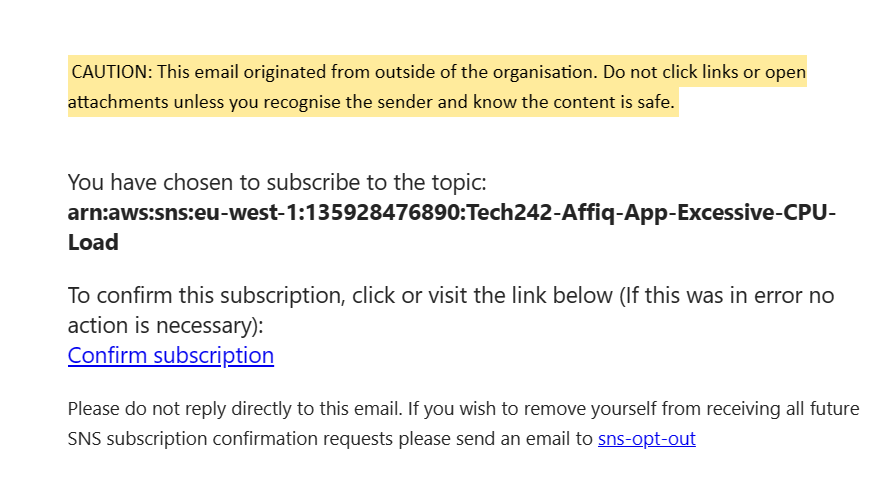 CAUTION: This email originated from outside of the organisation. Do not click links or open
attachments unless you recognise the sender and know the content is safe.
You have chosen to subscribe to the topic:
arn:aws:sns:eu-west-1:135928476890:Tech242-Affiq-App-Excessive-CPU-
Load
To confirm this subscription, click or visit the link below (If this was in error no
action is necessary):
Confirm subscription
Please do not reply directly to this email. If you wish to remove yourself from receiving all future
SNS subscription confirmation requests please send an email to sns-opt-out